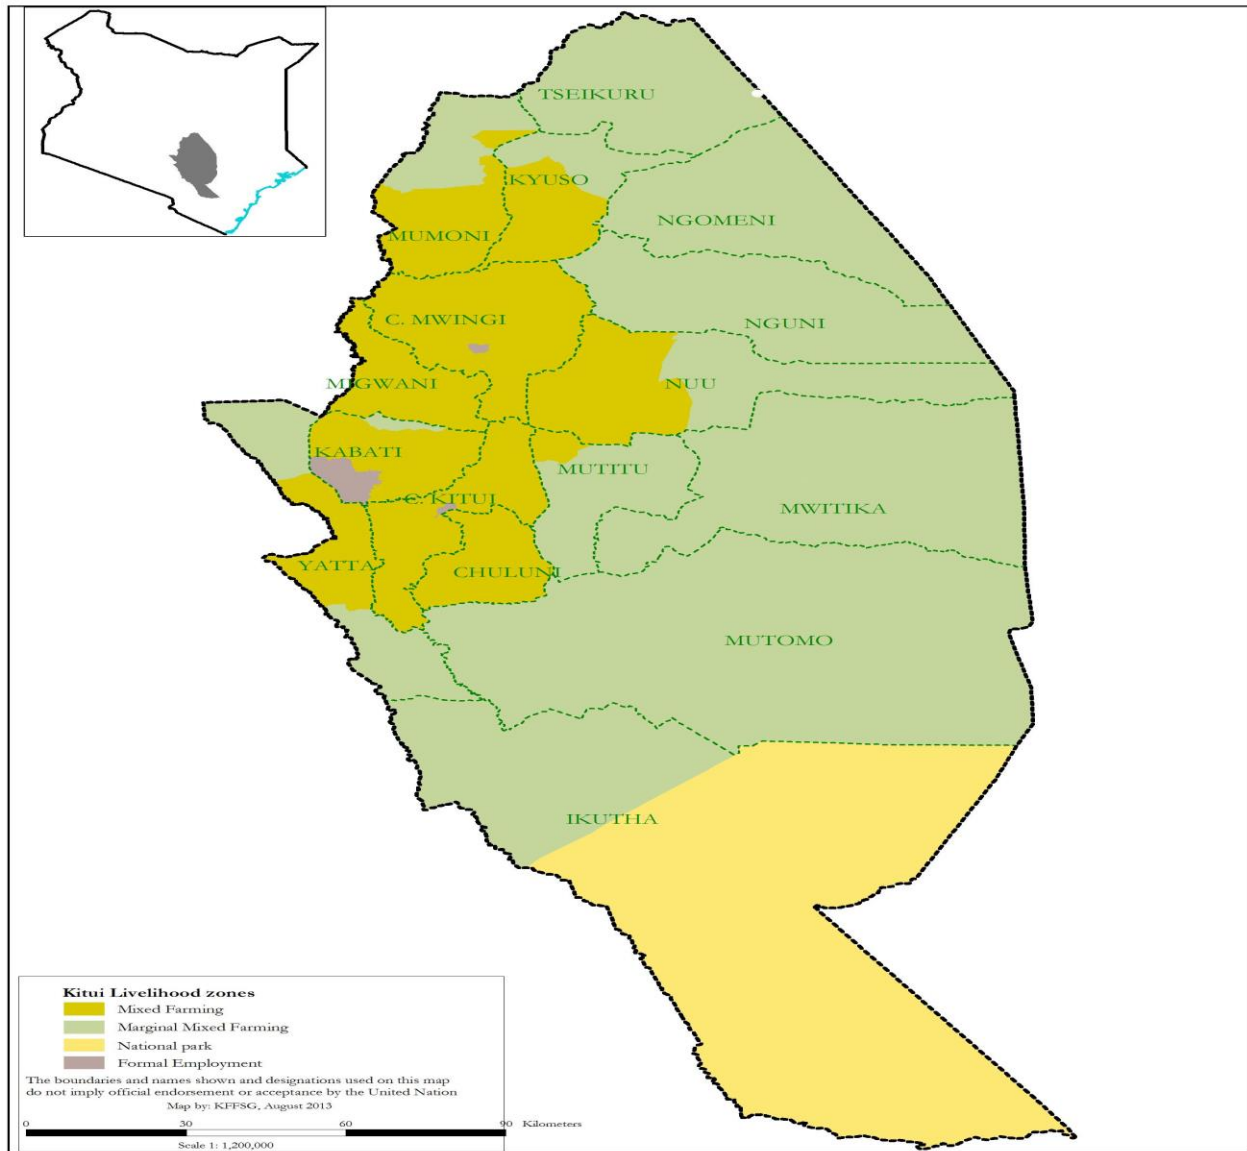 TSEIKURU
KYUSO
NGOMENI
MUMONI
C. MWINGI
NGUNI
MIGWANI
NUU
KABATI
MUTITU
C. KITUI
MWITIKA
YATTA
CHULUNI
MUTOMO
IKUTHA
Kitui Livelihood zones
Mixed Farming
Marginal Mixed Farming
National park
Formal Employment
The boundaries and names shown and designations used on this map
do not imply official endorsement or acceptance by the United Nation
Map by: KFFSG, August 2013
0 30 60 90 Kilometers
Scale 1: 1,200,000